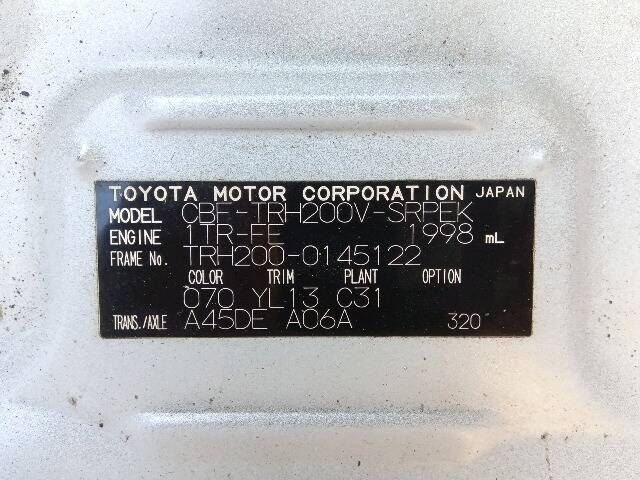 TOYOTA MOTOR CORPORATION JAPAN
MODEL CBF-TRH200V-SRPEK
ENGINE 1TR-FE 1998 mL
FRAME No. TRH200-0145122
COLOR TRIM PLANT OPTION
070 YL13 C31
TRANS./AXLE A45DE A06A 320